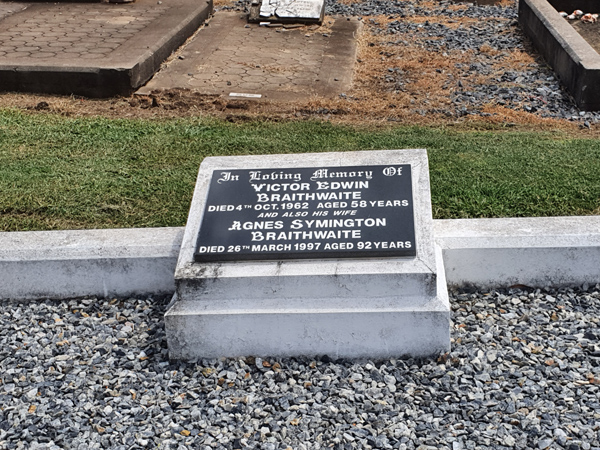 In Loving Memory Of
VICTOR EDWIN
BRAITHWAITE
DIED 4TH OCT. 1962 AGED 58 YEARS
AND ALSO HIS WIFE
AGNES SYMINGTON
BRAITHWAITE
DIED 26TH MARCH 1997 AGED 92 YEARS